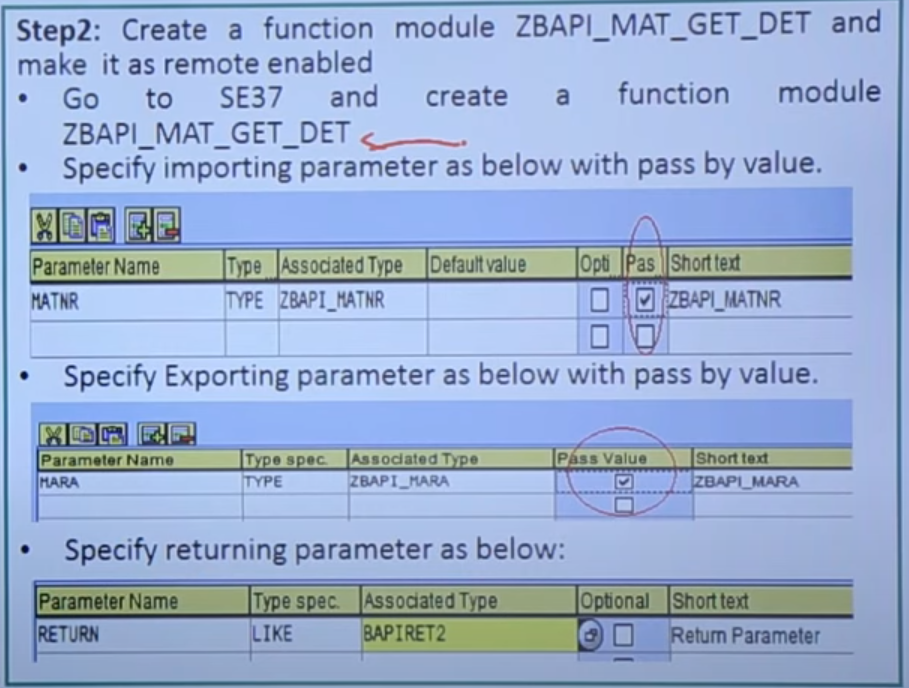 Step2: Create a function module ZBAPI_MAT_GET_DET and
make it as remote enabled
• Go to SE37 and create a function module
ZBAPI_MAT_GET_DET
• Specify importing parameter as below with pass by value.
Parameter Name Type Associated Type Default value Opti Pas Short text
MATNR TYPE ZBAPI_MATNR ZBAPI_MATNR
• Specify Exporting parameter as below with pass by value.
Parameter Name Type spec. Associated Type Pass Value Short text
MARA TYPE ZBAPI_MARA ZBAPI_MARA
• Specify returning parameter as below:
Parameter Name Type spec. Associated Type Optional Short text
RETURN LIKE BAPIRET2 Return Parameter